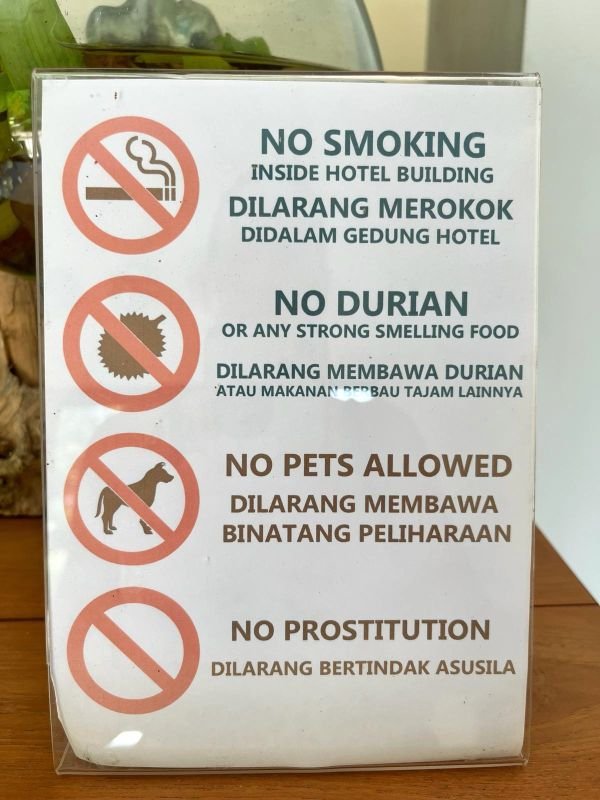 NO SMOKING
INSIDE HOTEL BUILDING
DILARANG MEROKOK
DIDALAM GEDUNG HOTEL
NO DURIAN
OR ANY STRONG SMELLING FOOD
DILARANG MEMBAWA DURIAN
ATAU MAKANAN BERBAU TAJAM LAINNYA
NO PETS ALLOWED
DILARANG MEMBAWA
BINATANG PELIHARAAN
NO PROSTITUTION
DILARANG BERTINDAK ASUSILA